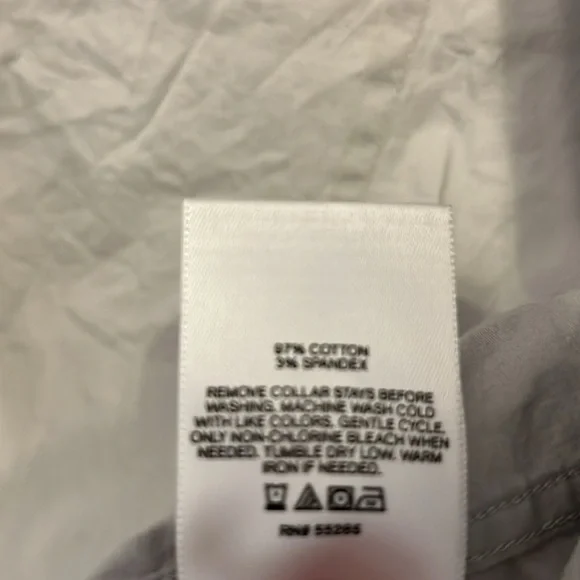 97% COTTON
3% SPANDEX
REMOVE COLLAR STAYS BEFORE
WASHING. MACHINE WASH COLD
WITH LIKE COLORS. GENTLE CYCLE.
ONLY NON-CHLORINE BLEACH WHEN
NEEDED. TUMBLE DRY LOW. WARM
IRON IF NEEDED.
RN# 55285